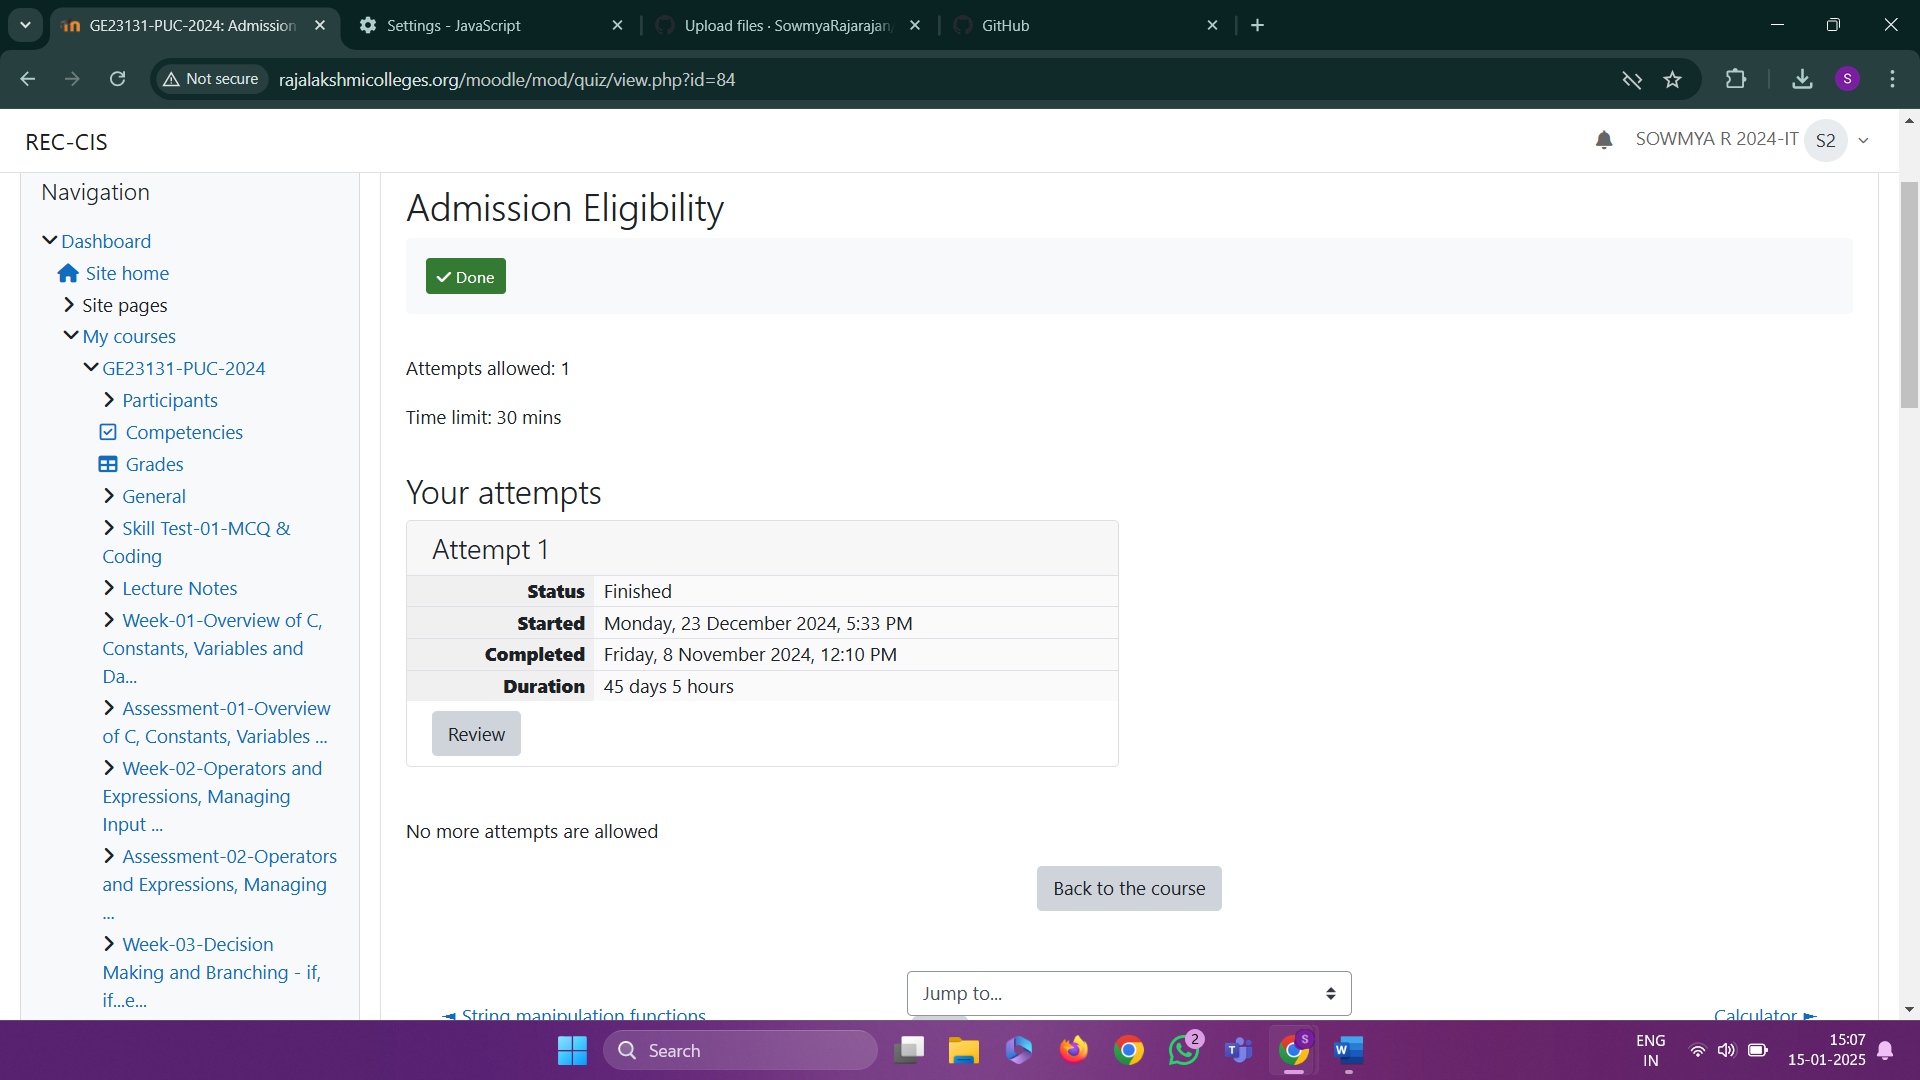 GE23131-PUC-2024: Admission
Settings - JavaScript
Upload files · SowmyaRajarajan
GitHub
Not secure
rajalakshmicolleges.org/moodle/mod/quiz/view.php?id=84
S
REC-CIS
SOWMYA R 2024-IT
S2
Navigation
Dashboard
Site home
Site pages
My courses
GE23131-PUC-2024
Participants
Competencies
Grades
General
Skill Test-01-MCQ &
Coding
Lecture Notes
Week-01-Overview of C,
Constants, Variables and
Da...
Assessment-01-Overview
of C, Constants, Variables ...
Week-02-Operators and
Expressions, Managing
Input ...
Assessment-02-Operators
and Expressions, Managing
...
Week-03-Decision
Making and Branching - if,
if...e...
Admission Eligibility
Done
Attempts allowed: 1
Time limit: 30 mins
Your attempts
Attempt 1
Status Finished
Started Monday, 23 December 2024, 5:33 PM
Completed Friday, 8 November 2024, 12:10 PM
Duration 45 days 5 hours
Review
No more attempts are allowed
Back to the course
Jump to...
◄ String manipulation functions
Calculator ►
Search
2
T
S
W
ENG
IN
15:07
15-01-2025